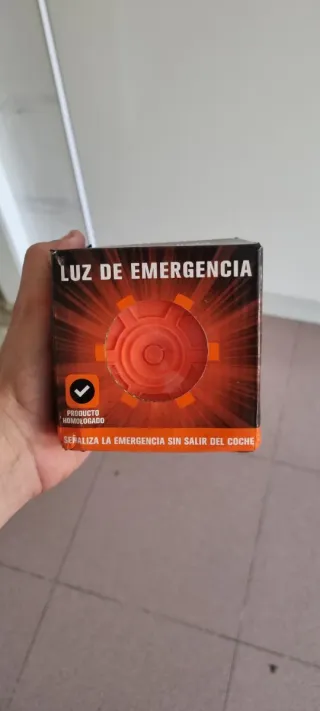 LUZ DE EMERGENCIA
PRODUCTO
HOMOLOGADO
SEÑALIZA LA EMERGENCIA SIN SALIR DEL COCHE